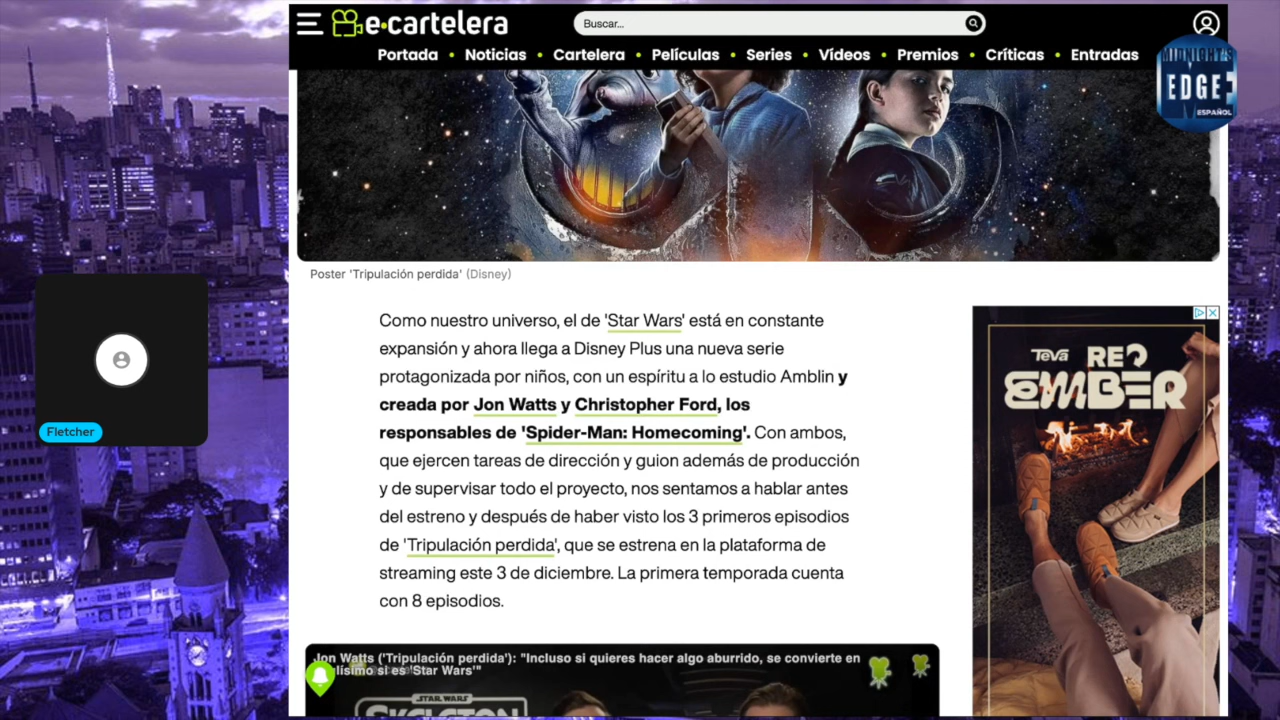 e·cartelera
Buscar...
Portada • Noticias • Cartelera • Películas • Series • Vídeos • Premios • Críticas • Entradas
MIDNIGHT'S
EDGE
ESPAÑOL
Poster 'Tripulación perdida' (Disney)
Como nuestro universo, el de 'Star Wars' está en constante
expansión y ahora llega a Disney Plus una nueva serie
protagonizada por niños, con un espíritu a lo estudio Amblin y
creada por Jon Watts y Christopher Ford, los
responsables de 'Spider-Man: Homecoming'. Con ambos,
que ejercen tareas de dirección y guion además de producción
y de supervisar todo el proyecto, nos sentamos a hablar antes
del estreno y después de haber visto los 3 primeros episodios
de 'Tripulación perdida', que se estrena en la plataforma de
streaming este 3 de diciembre. La primera temporada cuenta
con 8 episodios.
Teva
RE
EMBER
Fletcher
Jon Watts ('Tripulación perdida'): "Incluso si quieres hacer algo aburrido, se convierte en
lísimo si es 'Star Wars'"
STAR WARS
SKELETON